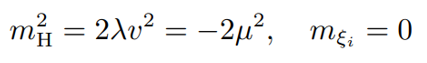 m_H^2 = 2λv^2 = −2μ^2, m_{ξ_i} = 0